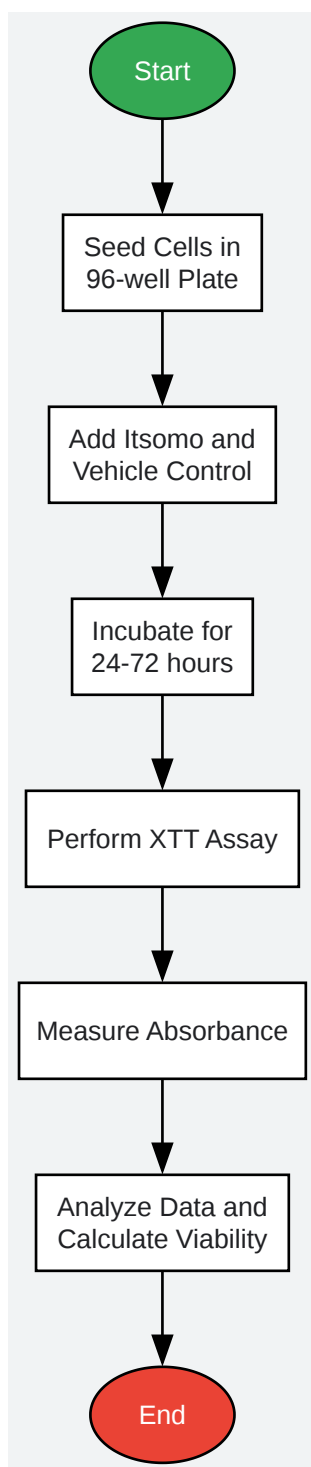 Start
Seed Cells in
96-well Plate
Add Itsomo and
Vehicle Control
Incubate for
24-72 hours
Perform XTT Assay
Measure Absorbance
Analyze Data and
Calculate Viability
End